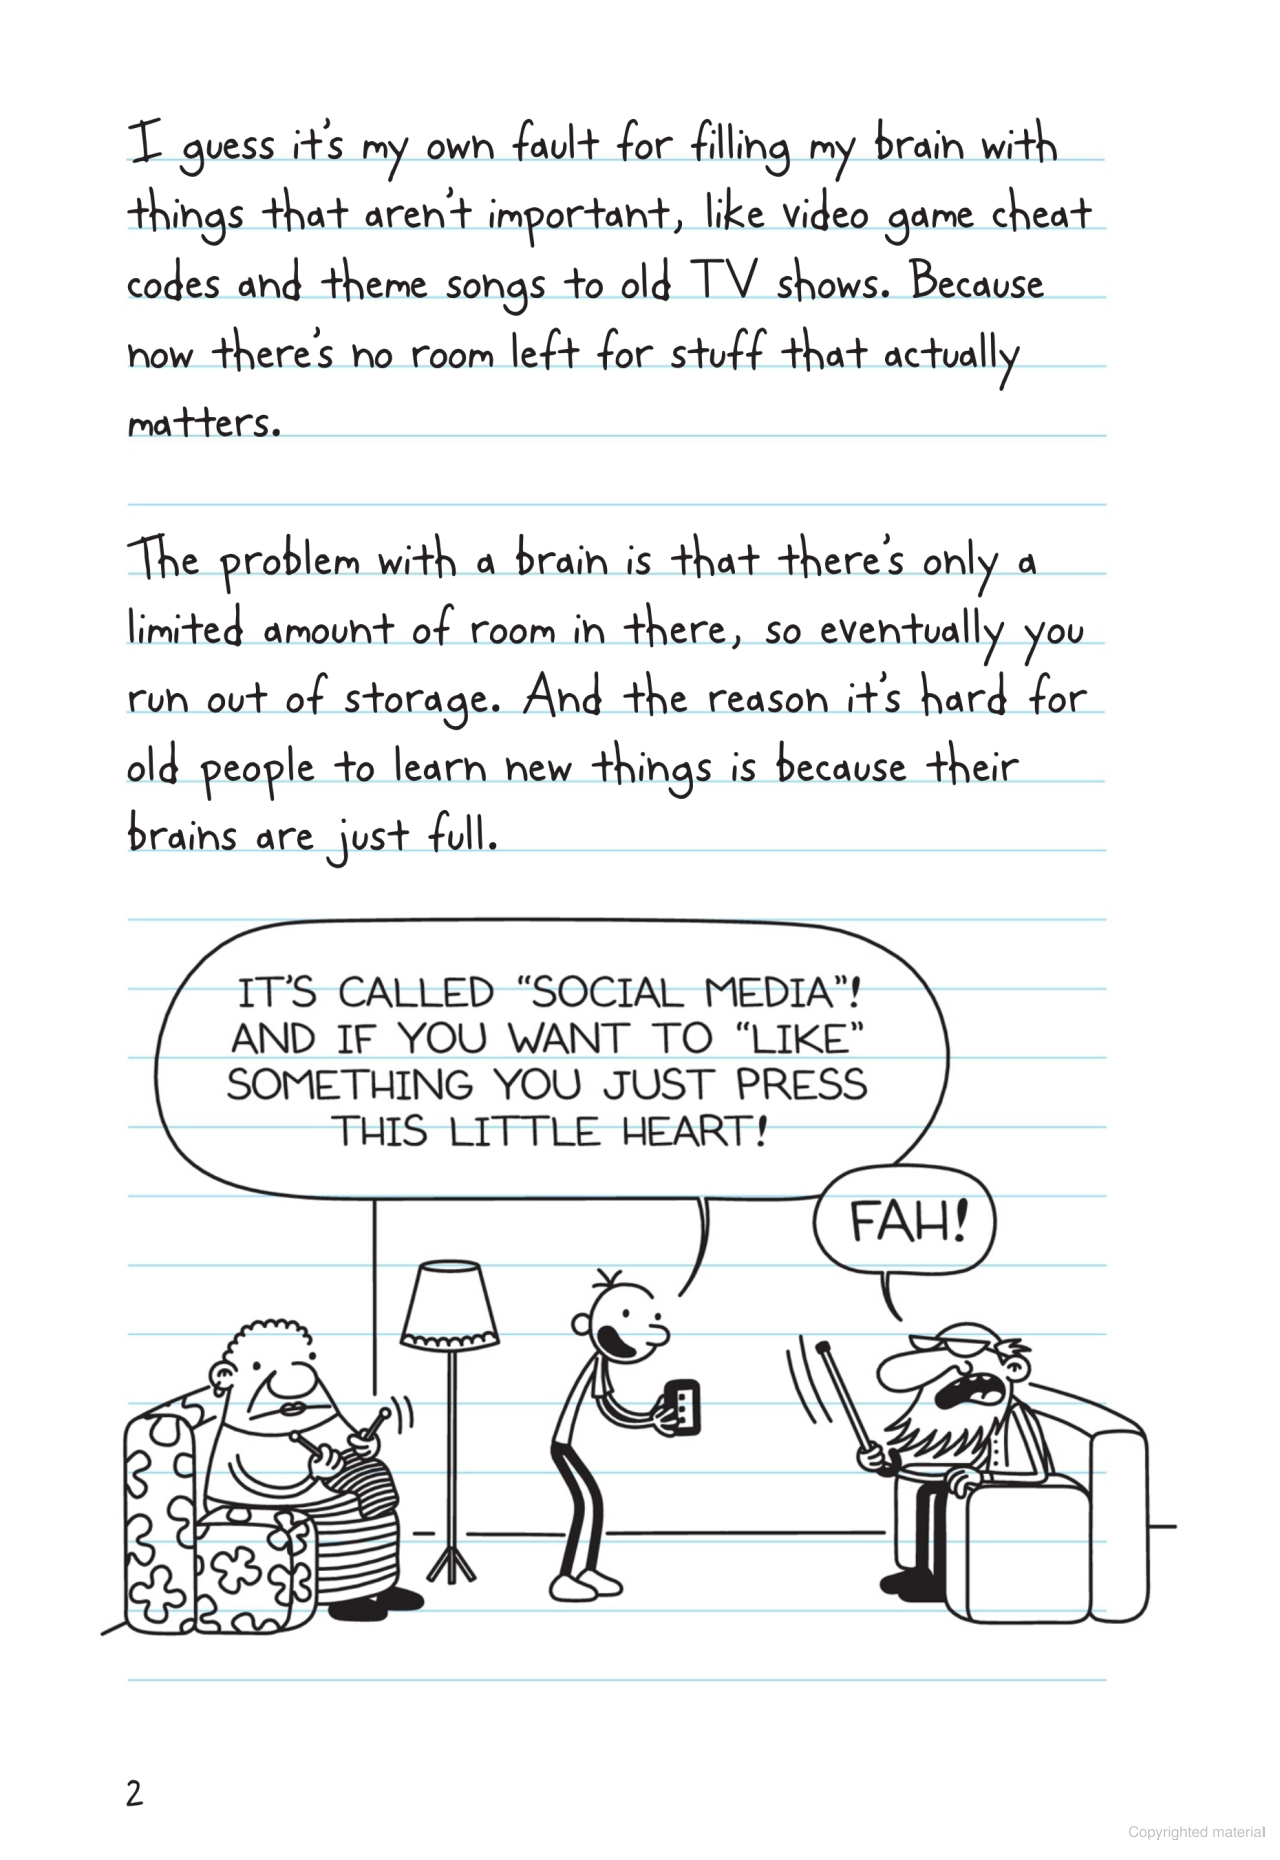 I guess it's my own fault for filling my brain with
things that aren't important, like video game cheat
codes and theme songs to old TV shows. Because
now there's no room left for stuff that actually
matters.
The problem with a brain is that there's only a
limited amount of room in there, so eventually you
run out of storage. And the reason it's hard for
old people to learn new things is because their
brains are just full.
IT'S CALLED “SOCIAL MEDIA”!
AND IF YOU WANT TO “LIKE”
SOMETHING YOU JUST PRESS
THIS LITTLE HEART!
FAH!
2
Copyrighted material